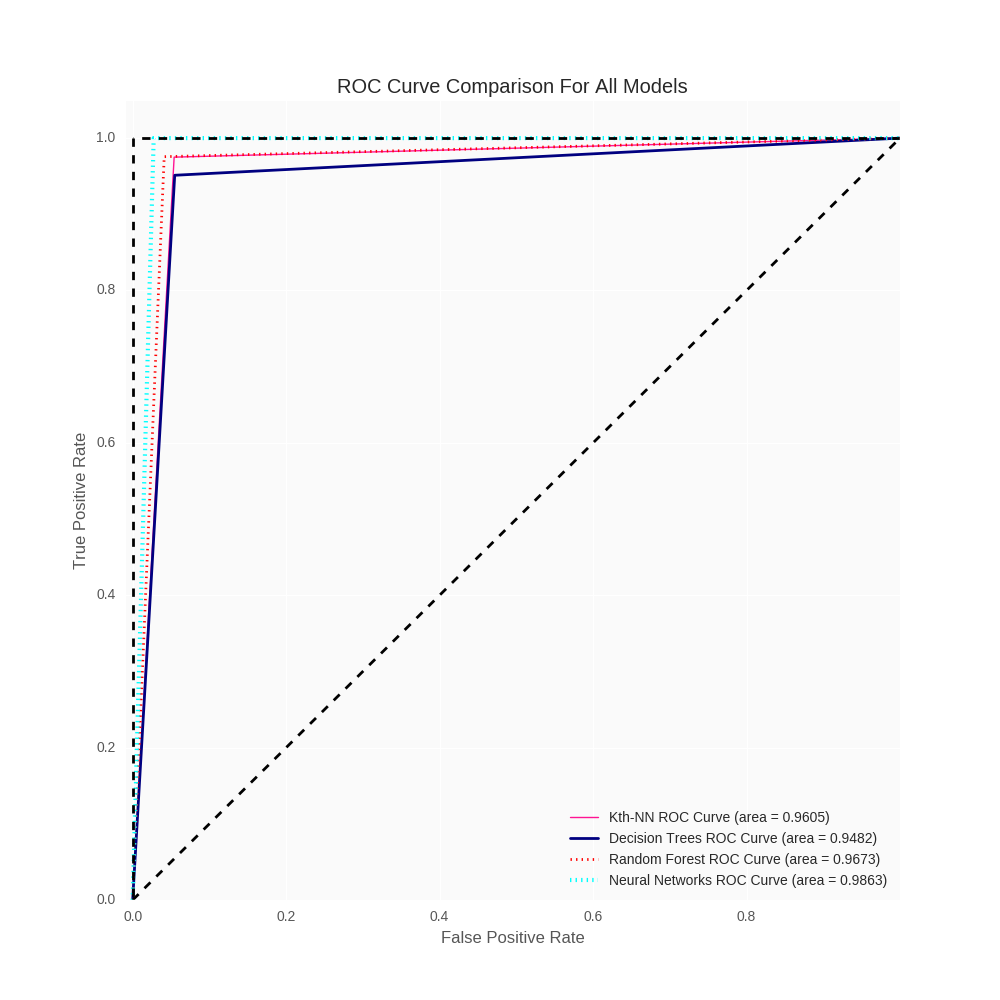 ROC Curve Comparison For All Models
1.0
0.8
0.6
0.4
0.2
0.0
True Positive Rate
0.0 0.2 0.4 0.6 0.8
False Positive Rate
Kth-NN ROC Curve (area = 0.9605)
Decision Trees ROC Curve (area = 0.9482)
Random Forest ROC Curve (area = 0.9673)
Neural Networks ROC Curve (area = 0.9863)